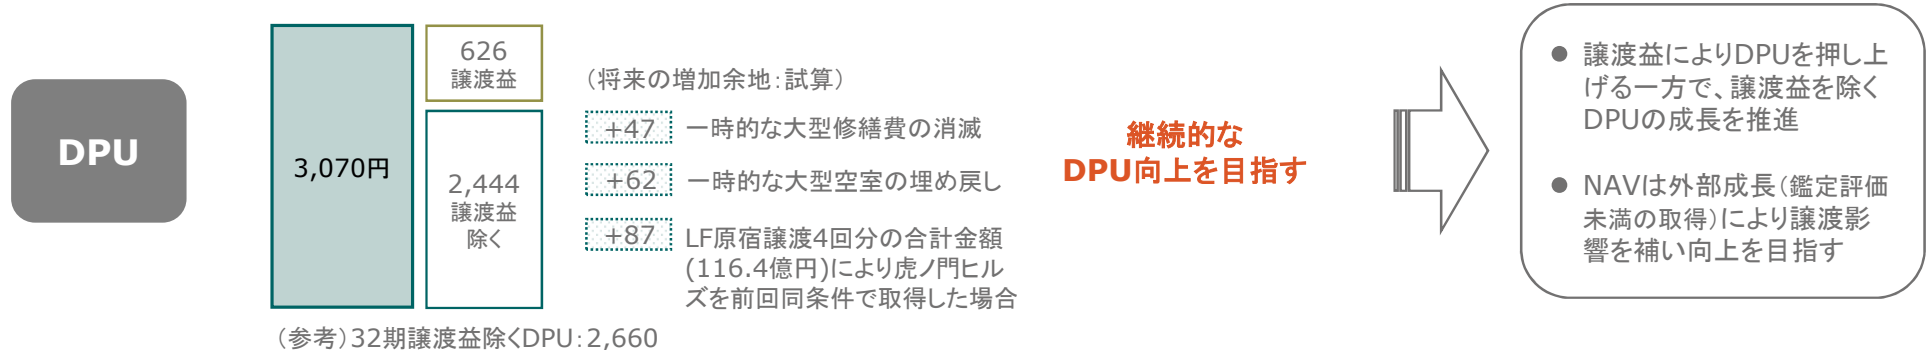 DPU
3,070円
626
譲渡益
2,444
譲渡益
除く
(参考)32期譲渡益除くDPU:2,660
(将来の増加余地:試算)
+47 一時的な大型修繕費の消滅
+62 一時的な大型空室の埋め戻し
+87 LF原宿譲渡4回分の合計金額
(116.4億円)により虎ノ門ヒル
ズを前回同条件で取得した場合
継続的な
DPU向上を目指す
● 譲渡益によりDPUを押し上
げる一方で、譲渡益を除く
DPUの成長を推進
● NAVは外部成長(鑑定評価
未満の取得)により譲渡影
響を補い向上を目指す